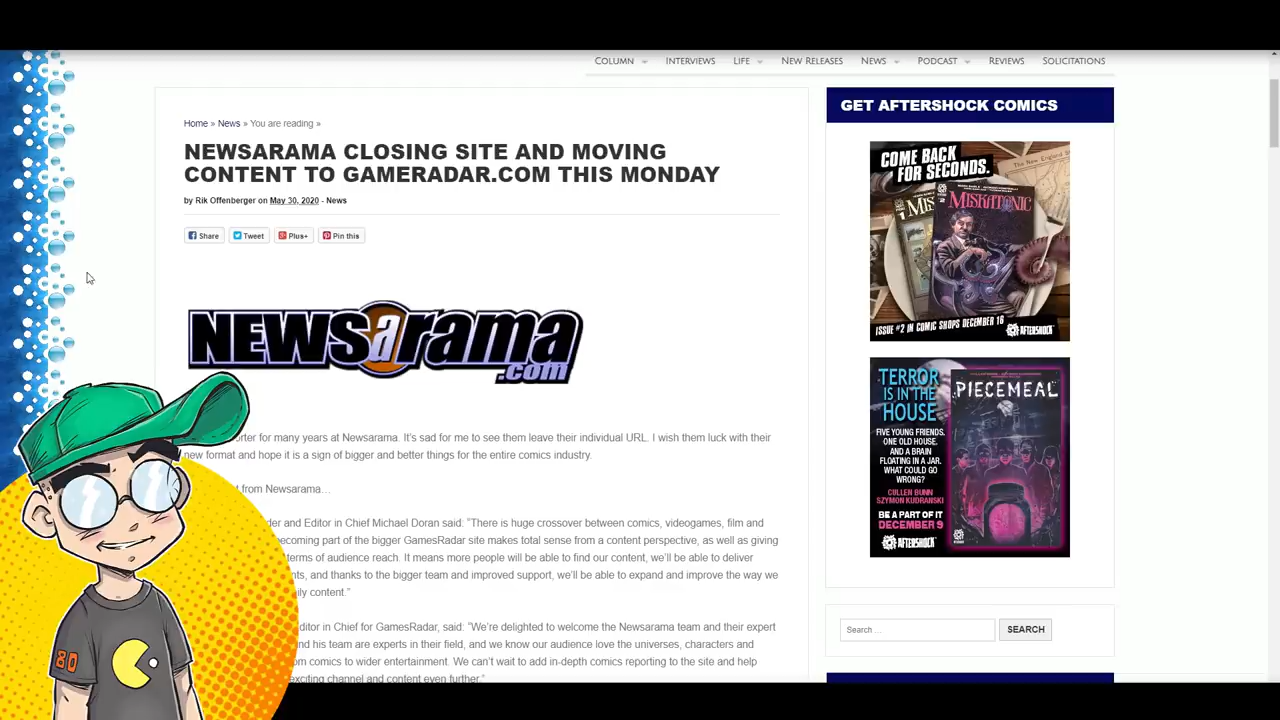 COLUMN INTERVIEWS LIFE NEW RELEASES NEWS PODCAST REVIEWS SOLICITATIONS
Home » News » You are reading »
NEWSARAMA CLOSING SITE AND MOVING
CONTENT TO GAMERADAR.COM THIS MONDAY
by Rik Offenberger on May 30, 2020 - News
Share Tweet Plus+ Pin this
NEWSarama
.com
orter for many years at Newsarama. It's sad for me to see them leave their individual URL. I wish them luck with their
new format and hope it is a sign of bigger and better things for the entire comics industry.
t from Newsarama…
der and Editor in Chief Michael Doran said: "There is huge crossover between comics, videogames, film and
ecoming part of the bigger GamesRadar site makes total sense from a content perspective, as well as giving
terms of audience reach. It means more people will be able to find our content, we'll be able to deliver
nts, and thanks to the bigger team and improved support, we'll be able to expand and improve the way we
ily content."
ditor in Chief for GamesRadar, said: "We're delighted to welcome the Newsarama team and their expert
nd his team are experts in their field, and we know our audience love the universes, characters and
om comics to wider entertainment. We can't wait to add in-depth comics reporting to the site and help
exciting channel and content even further."
80
GET AFTERSHOCK COMICS
COME BACK
FOR SECONDS.
The New England
MISKATONIC
ISSUE #2 IN COMIC SHOPS DECEMBER 16
AFTERSHOCK
TERROR
IS IN THE
HOUSE
PIECEMEAL
FIVE YOUNG FRIENDS.
ONE OLD HOUSE.
AND A BRAIN
FLOATING IN A JAR.
WHAT COULD GO
WRONG?
CULLEN BUNN
SZYMON KUDRANSKI
BE A PART OF IT
DECEMBER 9
AFTERSHOCK
Search …
SEARCH